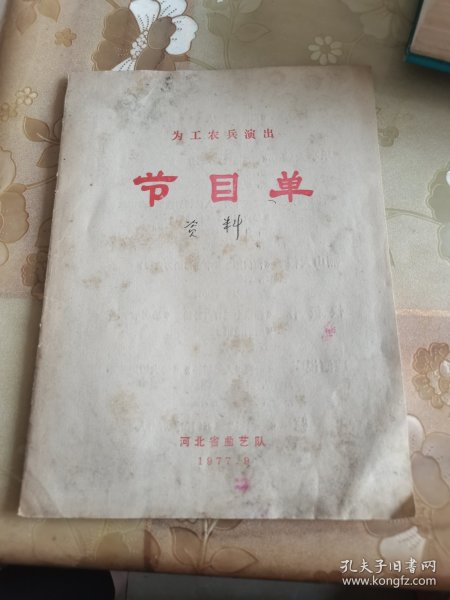 为工农兵演出
节目单
资料
河北省曲艺队
1977.9
孔夫子旧书网
www.kongfz.com